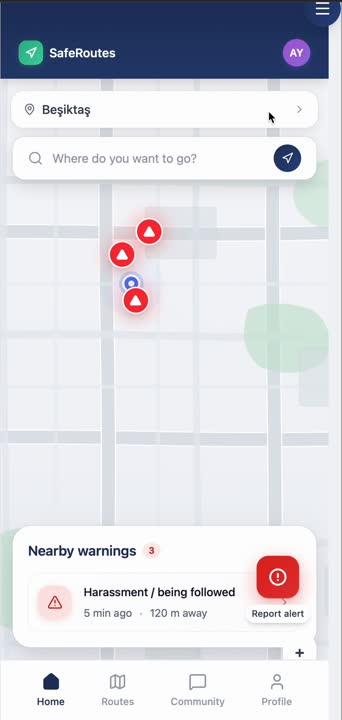 SafeRoutes
AY
Beşiktaş
Where do you want to go?
Nearby warnings 3
Harassment / being followed
5 min ago · 120 m away
Report alert
+
Home Routes Community Profile